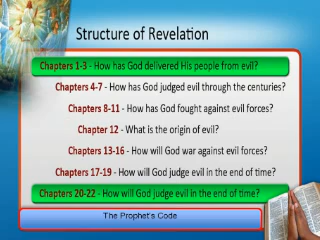 Structure of Revelation
Chapters 1-3 - How has God delivered His people from evil?
Chapters 4-7 - How has God judged evil through the centuries?
Chapters 8-11 - How has God fought against evil forces?
Chapter 12 - What is the origin of evil?
Chapters 13-16 - How will God war against evil forces?
Chapters 17-19 - How will God judge evil in the end of time?
Chapters 20-22 - How will God judge evil in the end of time?
The Prophet's Code